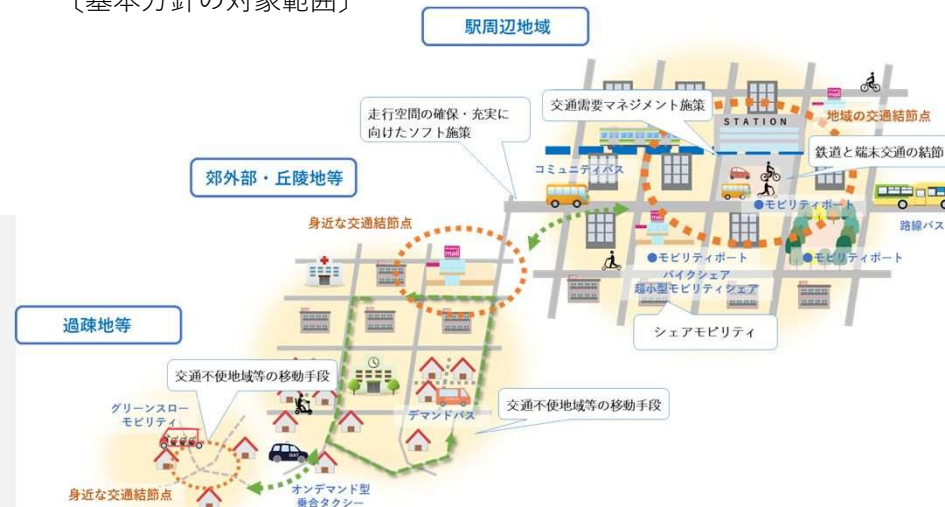 〔基本方針の対象範囲〕
駅周辺地域
走行空間の確保・充実に
向けたソフト施策
交通需要マネジメント施策
STATION
地域の交通結節点
鉄道と端末交通の結節
コミュニティバス
郊外部・丘陵地等
●モビリティポート
路線バス
身近な交通結節点
mall
●モビリティポート
バイクシェア
超小型モビリティシェア
●モビリティポート
シェアモビリティ
過疎地等
交通不便地域等の移動手段
グリーンスロー
モビリティ
デマンドバス
交通不便地域等の移動手段
身近な交通結節点
オンデマンド型
乗合タクシー